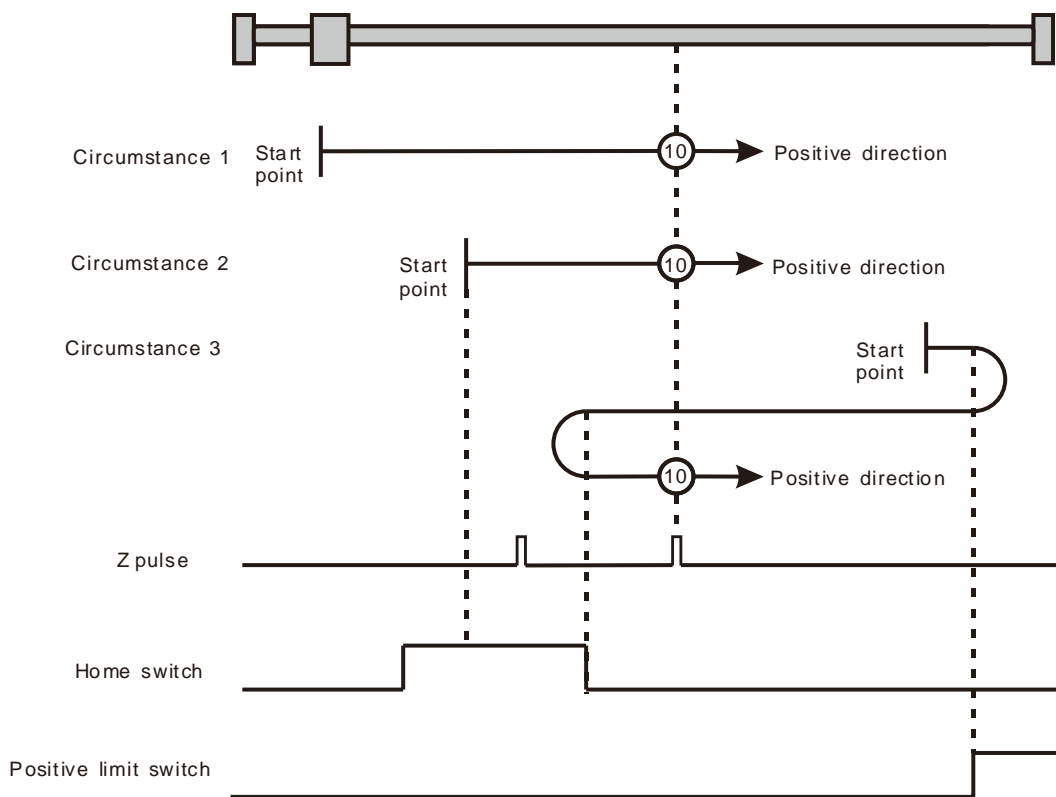 Circumstance 1
Start
point
10
Positive direction
Circumstance 2
Start
point
10
Positive direction
Circumstance 3
Start
point
10
Positive direction
Z pulse
Home switch
Positive limit switch